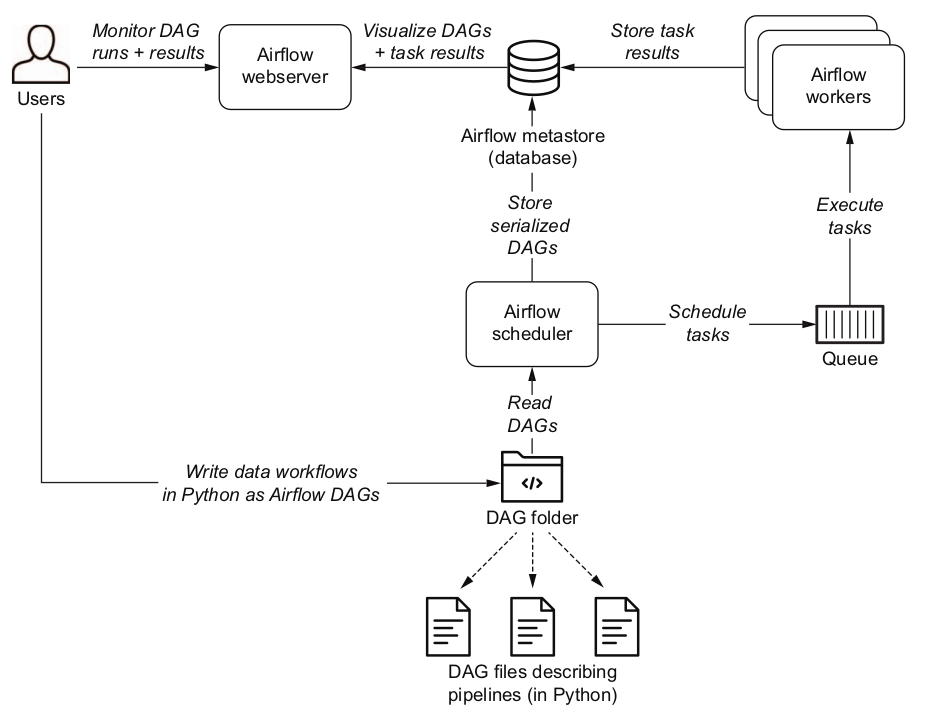 Monitor DAG
runs + results
Users
Airflow
webserver
Visualize DAGs
+ task results
Store task
results
Airflow
workers
Airflow metastore
(database)
Store
serialized
DAGs
Execute
tasks
Airflow
scheduler
Schedule
tasks
Queue
Read
DAGs
Write data workflows
in Python as Airflow DAGs
</>
DAG folder
DAG files describing
pipelines (in Python)